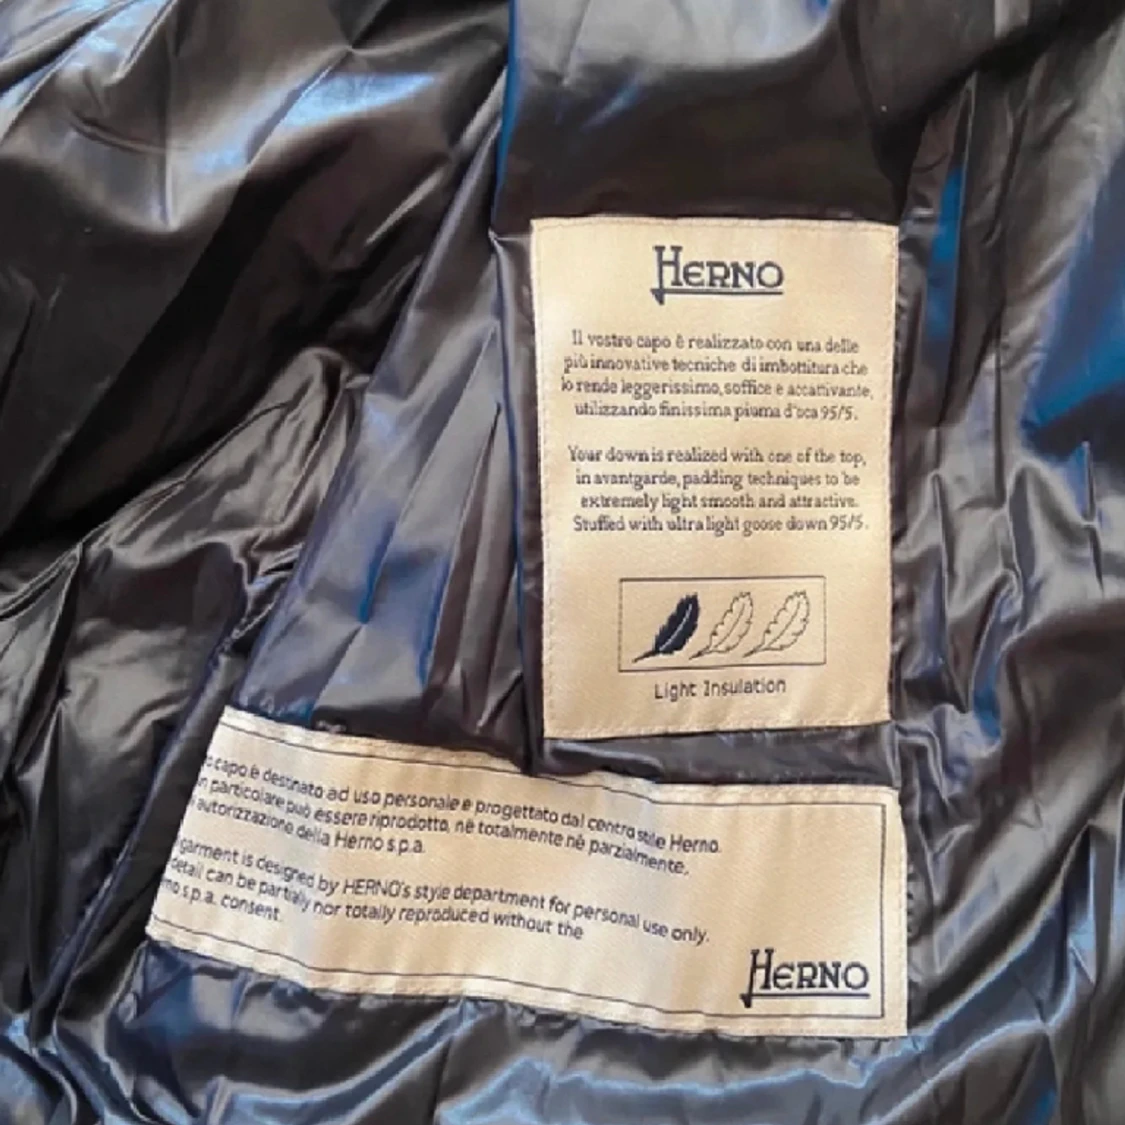 HERNO
Il vostro capo è realizzato con una delle
più innovative tecniche di imbottitura che
lo rende leggerissimo, soffice e accattivante,
utilizzando finissima piuma d'oca 95/5.
Your down is realized with one of the top,
in avantgarde, padding techniques to be
extremely light smooth and attractive.
Stuffed with ultra light goose down 95/5.
Light Insulation
capo è destinato ad uso personale e progettato dal centro stile Herno.
particolare può essere riprodotto, nè totalmente nè parzialmente,
autorizzazione della Herno s.p.a.
garment is designed by HERNO's style department for personal use only.
detail can be partialy nor totally reproduced without the
s.p.a. consent.
HERNO